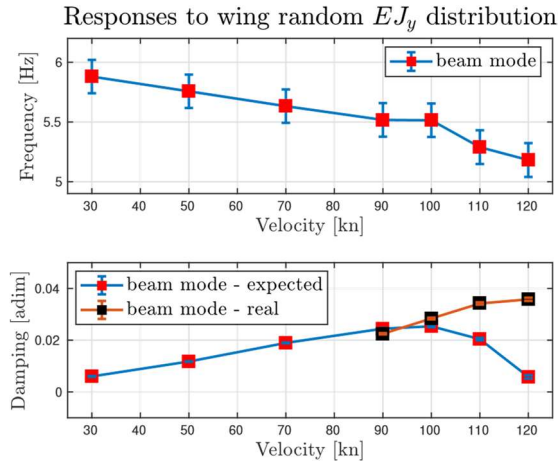 Responses to wing random EJ_y distribution
6
5.5
5
Frequency [Hz]
beam mode
30 40 50 60 70 80 90 100 110 120
Velocity [kn]
0.04
0.02
0
Damping [adim]
beam mode - expected
beam mode - real
30 40 50 60 70 80 90 100 110 120
Velocity [kn]